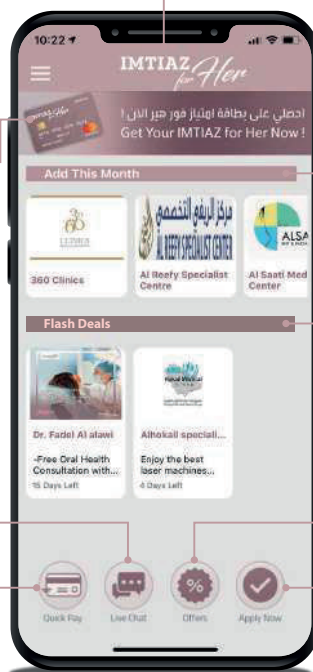 10:22
IMTIAZ
for Her
احصلي على بطاقة امتياز فور هير الآن !
Get Your IMTIAZ for Her Now !
Add This Month
360
CLINICS
مركز الريفي التخصصي
AL REEFY SPECIALIST CENTER
ALSA
360 Clinics
Al Reefy Specialist
Centre
Al Saati Med
Center
Flash Deals
Dr. Fadel Al alawi
Alhokail speciali...
-Free Oral Health
Consultation with...
Enjoy the best
laser machines...
15 Days Left
4 Days Left
Quick Pay
Live Chat
%
Offers
Apply Now